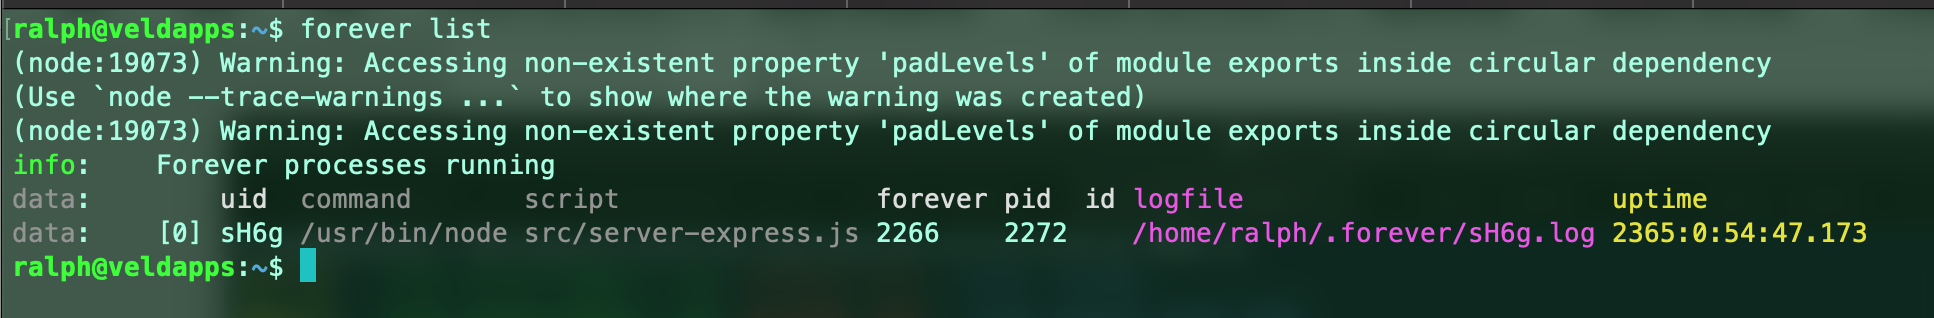 ralph@veldapps:~$ forever list
(node:19073) Warning: Accessing non-existent property 'padLevels' of module exports inside circular dependency
(Use `node --trace-warnings ...` to show where the warning was created)
(node:19073) Warning: Accessing non-existent property 'padLevels' of module exports inside circular dependency
info:    Forever processes running
data:        uid  command       script                forever pid  id logfile                       uptime
data:    [0] sH6g /usr/bin/node src/server-express.js 2266    2272    /home/ralph/.forever/sH6g.log 2365:0:54:47.173
ralph@veldapps:~$